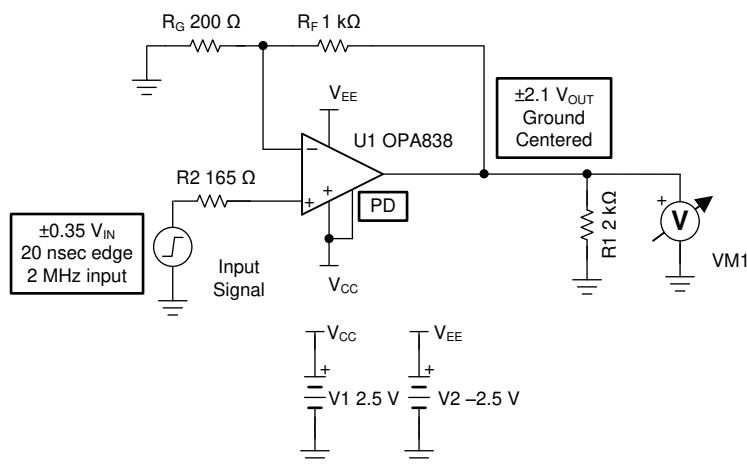 R_G 200 Ω
R_F 1 kΩ
V_EE
U1 OPA838
±2.1 V_OUT
Ground
Centered
−
+
+
R2 165 Ω
PD
±0.35 V_IN
20 nsec edge
2 MHz input
Input
Signal
V_CC
R1 2 kΩ
+
V
VM1
V_CC
V_EE
+
+
V1 2.5 V
V2 −2.5 V